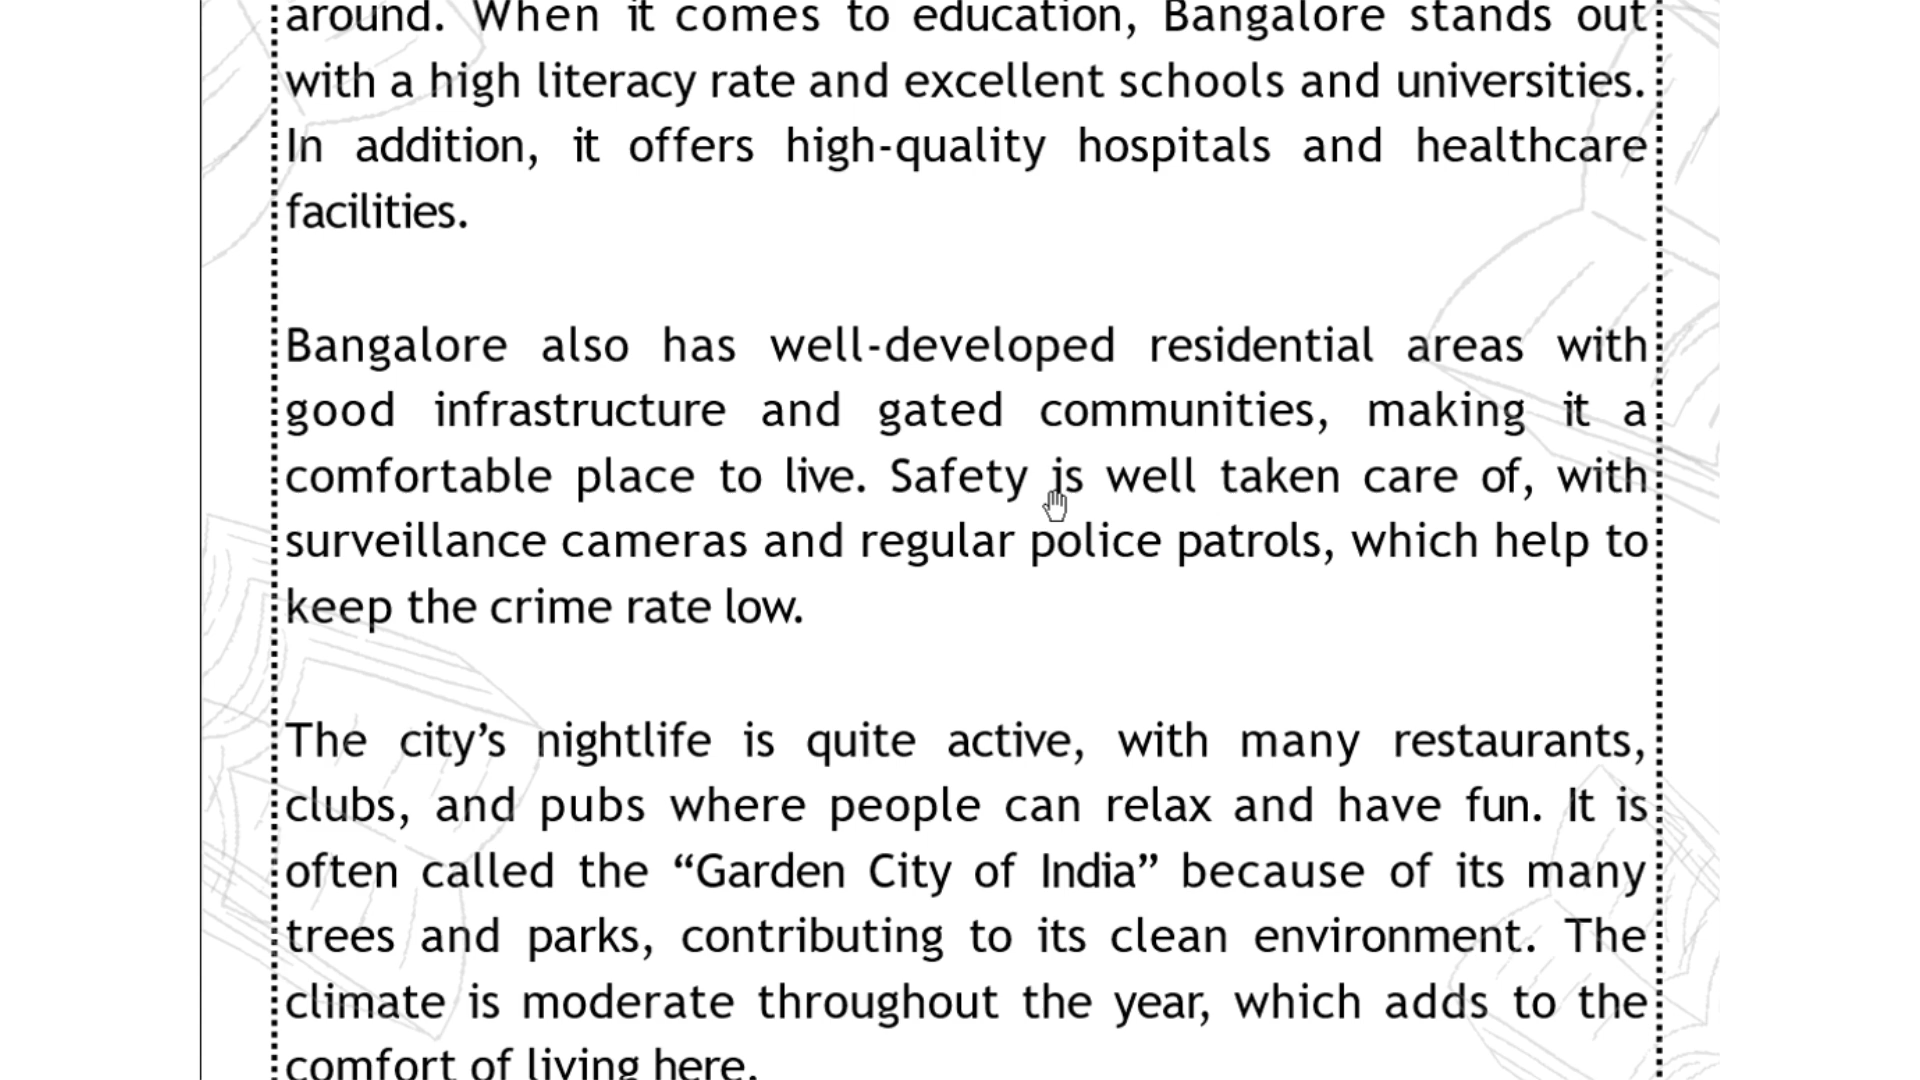 around. When it comes to education, Bangalore stands out
with a high literacy rate and excellent schools and universities.
In addition, it offers high-quality hospitals and healthcare
facilities.
Bangalore also has well-developed residential areas with
good infrastructure and gated communities, making it a
comfortable place to live. Safety is well taken care of, with
surveillance cameras and regular police patrols, which help to
keep the crime rate low.
The city’s nightlife is quite active, with many restaurants,
clubs, and pubs where people can relax and have fun. It is
often called the “Garden City of India” because of its many
trees and parks, contributing to its clean environment. The
climate is moderate throughout the year, which adds to the
comfort of living here.